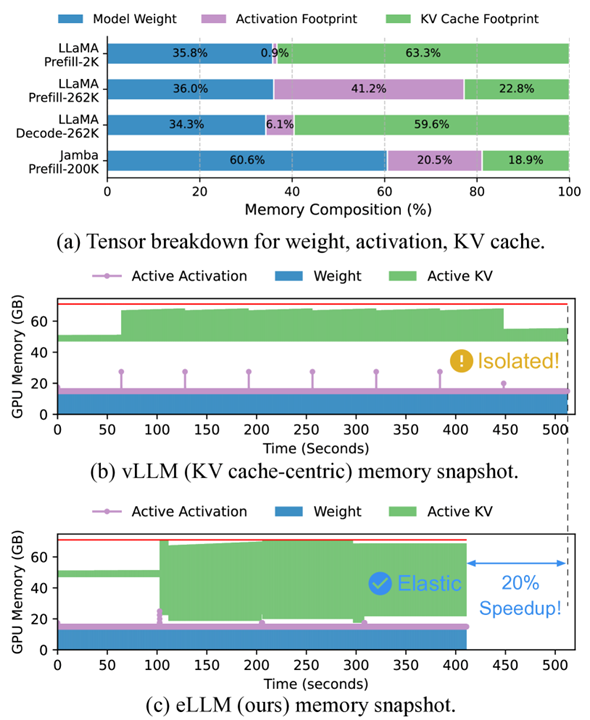 Model Weight Activation Footprint KV Cache Footprint
LLaMA
Prefill-2K
35.8% 0.9% 63.3%
LLaMA
Prefill-262K
36.0% 41.2% 22.8%
LLaMA
Decode-262K
34.3% 6.1% 59.6%
Jamba
Prefill-200K
60.6% 20.5% 18.9%
0 20 40 60 80 100
Memory Composition (%)
(a) Tensor breakdown for weight, activation, KV cache.
Active Activation Weight Active KV
GPU Memory (GB)
60
40
20
0
! Isolated!
0 50 100 150 200 250 300 350 400 450 500
Time (Seconds)
(b) vLLM (KV cache-centric) memory snapshot.
Active Activation Weight Active KV
GPU Memory (GB)
60
40
20
0
Elastic
20%
Speedup!
0 50 100 150 200 250 300 350 400 450 500
Time (seconds)
(c) eLLM (ours) memory snapshot.